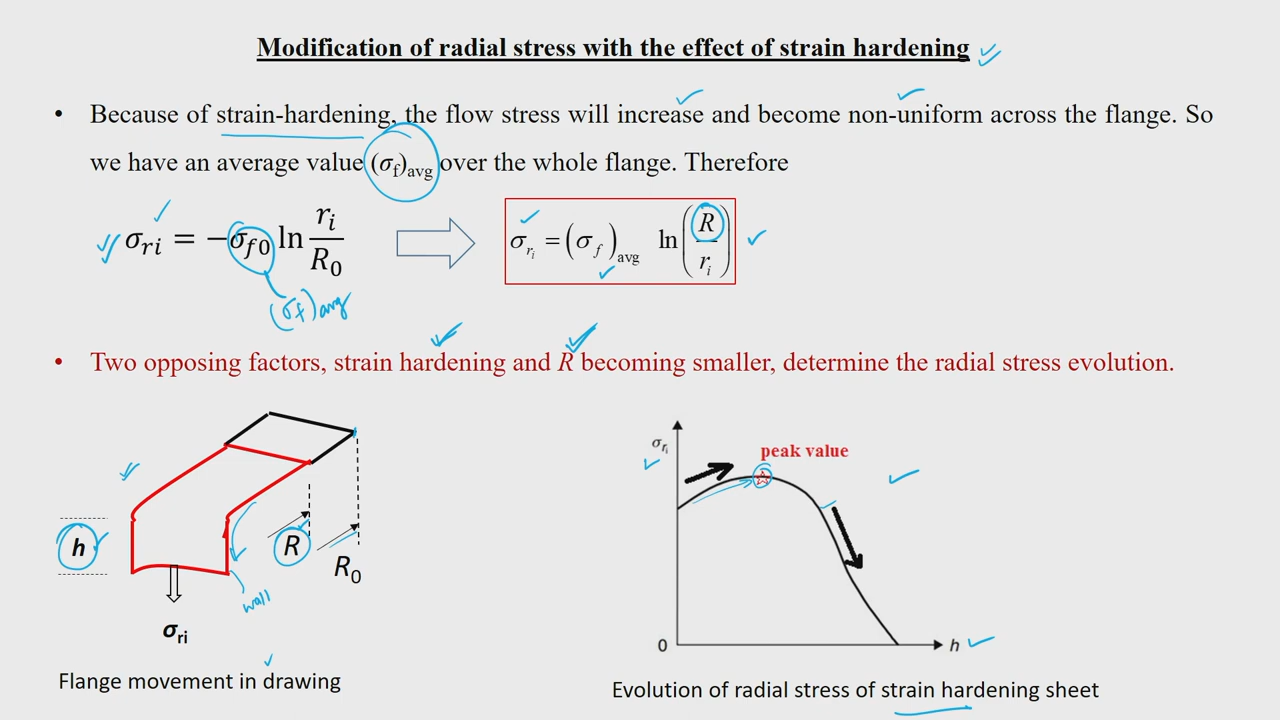 Modification of radial stress with the effect of strain hardening
• Because of strain-hardening, the flow stress will increase and become non-uniform across the flange. So
we have an average value (σf)avg over the whole flange. Therefore
σri = −σf0 ln ri/R0
σri = (σf)avg ln(R/ri)
(σf)avg
• Two opposing factors, strain hardening and R becoming smaller, determine the radial stress evolution.
h
R
R0
wall
σri
Flange movement in drawing
σri
peak value
0
h
Evolution of radial stress of strain hardening sheet